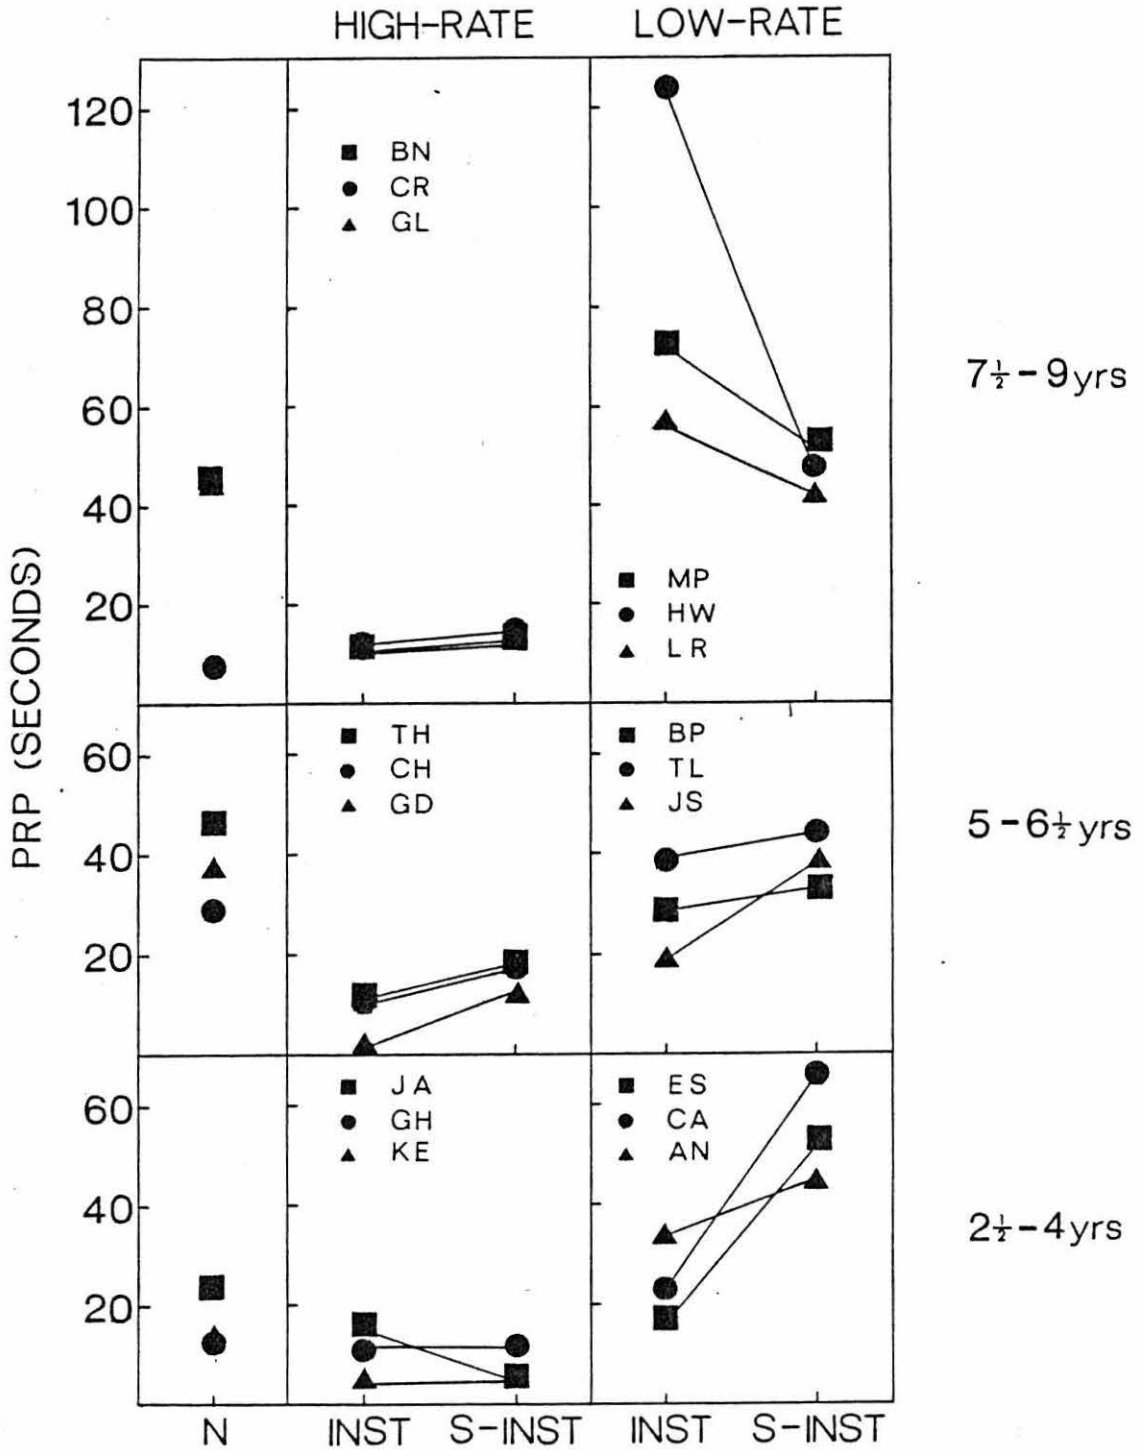 HIGH-RATE LOW-RATE
PRP (SECONDS)
120
100
80
60
40
20
BN
CR
GL
MP
HW
LR
7½-9yrs
60
40
20
TH
CH
GD
BP
TL
JS
5-6½yrs
60
40
20
JA
GH
KE
ES
CA
AN
2½-4yrs
N INST S-INST INST S-INST